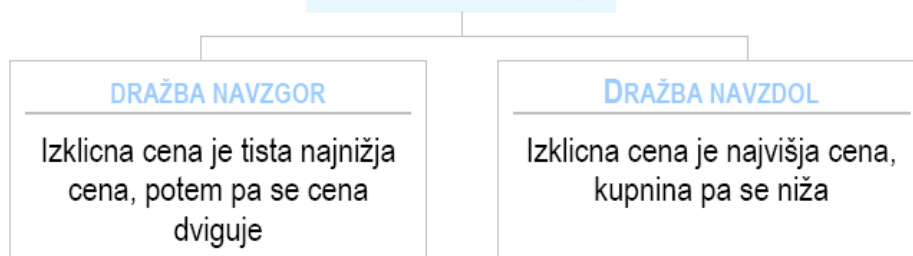 DRAŽBA NAVZGOR
Izklicna cena je tista najnižja
cena, potem pa se cena
dviguje
DRAŽBA NAVZDOL
Izklicna cena je najvišja cena,
kupnina pa se niža